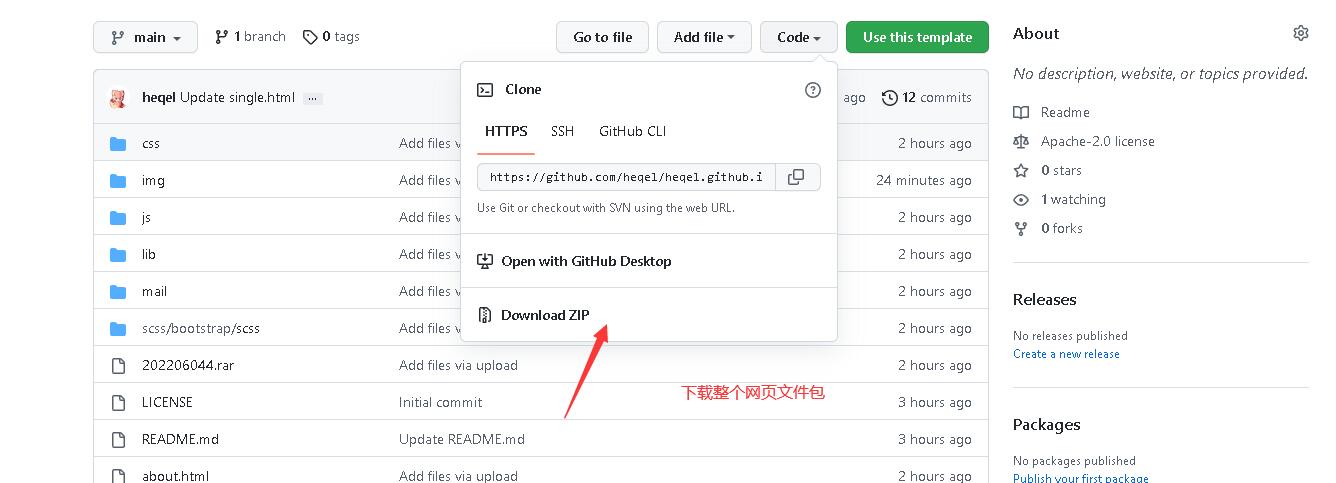 main
1 branch
0 tags
Go to file
Add file
Code
Use this template
heqel Update single.html ...
ago
12 commits
Clone
HTTPS
SSH
GitHub CLI
https://github.com/heqel/heqel.github.i
Use Git or checkout with SVN using the web URL.
Open with GitHub Desktop
Download ZIP
下载整个网页文件包
css
Add files v
2 hours ago
img
Add files v
24 minutes ago
js
Add files v
2 hours ago
lib
Add files v
2 hours ago
mail
Add files v
2 hours ago
scss/bootstrap/scss
Add files v
2 hours ago
202206044.rar
Add files via upload
2 hours ago
LICENSE
Initial commit
3 hours ago
README.md
Update README.md
3 hours ago
about.html
Add files via upload
2 hours ago
About
No description, website, or topics provided.
Readme
Apache-2.0 license
0 stars
1 watching
0 forks
Releases
No releases published
Create a new release
Packages
No packages published
Publish your first package